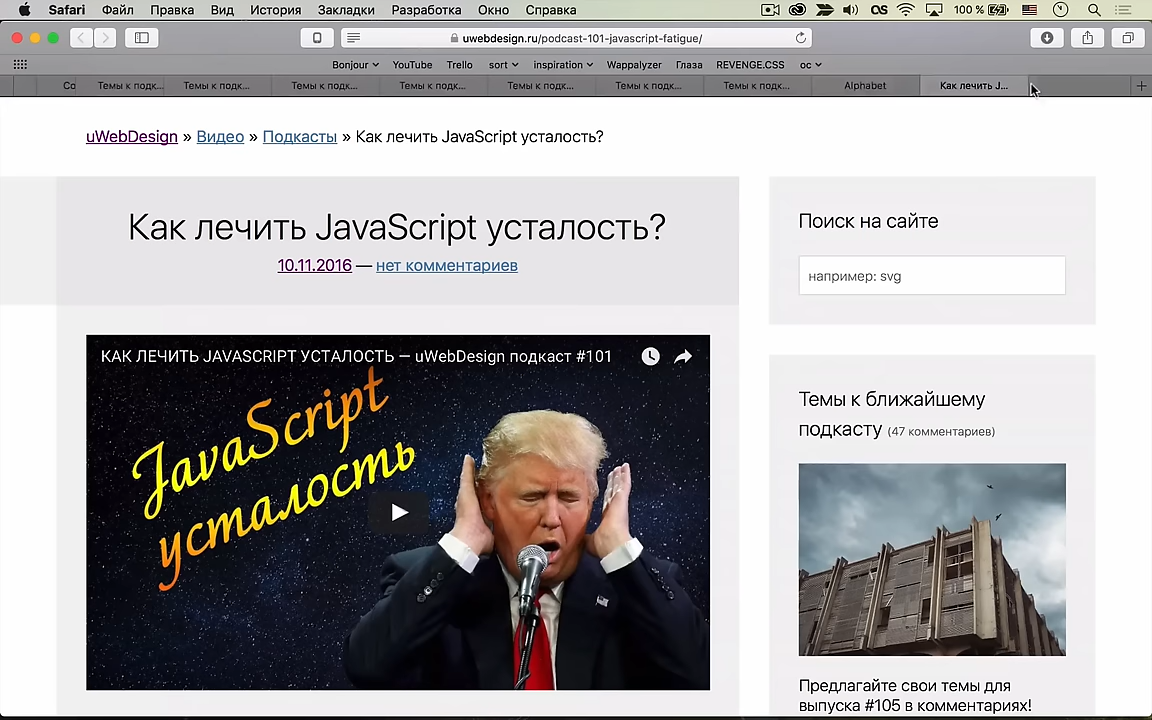 Safari Файл Правка Вид История Закладки Разработка Окно Справка 100 %
uwebdesign.ru/podcast-101-javascript-fatigue/
Bonjour YouTube Trello sort inspiration Wappalyzer Глаза REVENGE.CSS ос
Со Темы к подк... Темы к подк... Темы к подк... Темы к подк... Темы к подк... Темы к подк... Темы к подк... Alphabet Как лечить J...
uWebDesign » Видео » Подкасты » Как лечить JavaScript усталость?
Как лечить JavaScript усталость?
10.11.2016 — нет комментариев
КАК ЛЕЧИТЬ JAVASCRIPT УСТАЛОСТЬ — uWebDesign подкаст #101
JavaScript
усталость
Поиск на сайте
например: svg
Темы к ближайшему
подкасту (47 комментариев)
Предлагайте свои темы для
выпуска #105 в комментариях!